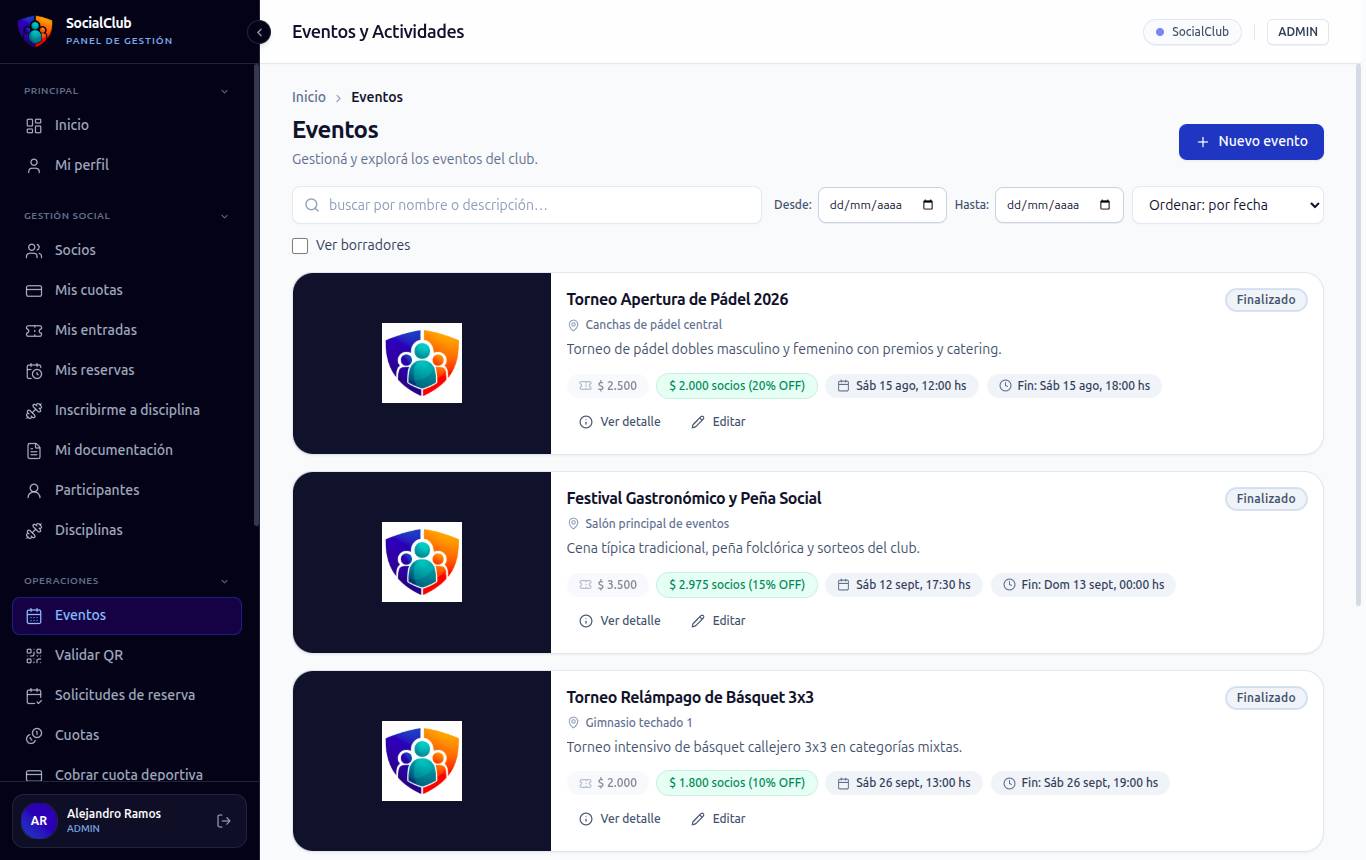 SocialClub
PANEL DE GESTIÓN
PRINCIPAL
Inicio
Mi perfil
GESTIÓN SOCIAL
Socios
Mis cuotas
Mis entradas
Mis reservas
Inscribirme a disciplina
Mi documentación
Participantes
Disciplinas
OPERACIONES
Eventos
Validar QR
Solicitudes de reserva
Cuotas
Cobrar cuota deportiva
AR
Alejandro Ramos
ADMIN
Eventos y Actividades
SocialClub
ADMIN
Inicio › Eventos
Eventos
Gestioná y explorá los eventos del club.
+ Nuevo evento
buscar por nombre o descripción…
Desde: dd/mm/aaaa
Hasta: dd/mm/aaaa
Ordenar: por fecha
Ver borradores
Torneo Apertura de Pádel 2026
Finalizado
Canchas de pádel central
Torneo de pádel dobles masculino y femenino con premios y catering.
$ 2.500 $ 2.000 socios (20% OFF) Sáb 15 ago, 12:00 hs Fin: Sáb 15 ago, 18:00 hs
Ver detalle Editar
Festival Gastronómico y Peña Social
Finalizado
Salón principal de eventos
Cena típica tradicional, peña folclórica y sorteos del club.
$ 3.500 $ 2.975 socios (15% OFF) Sáb 12 sept, 17:30 hs Fin: Dom 13 sept, 00:00 hs
Ver detalle Editar
Torneo Relámpago de Básquet 3x3
Finalizado
Gimnasio techado 1
Torneo intensivo de básquet callejero 3x3 en categorías mixtas.
$ 2.000 $ 1.800 socios (10% OFF) Sáb 26 sept, 13:00 hs Fin: Sáb 26 sept, 19:00 hs
Ver detalle Editar